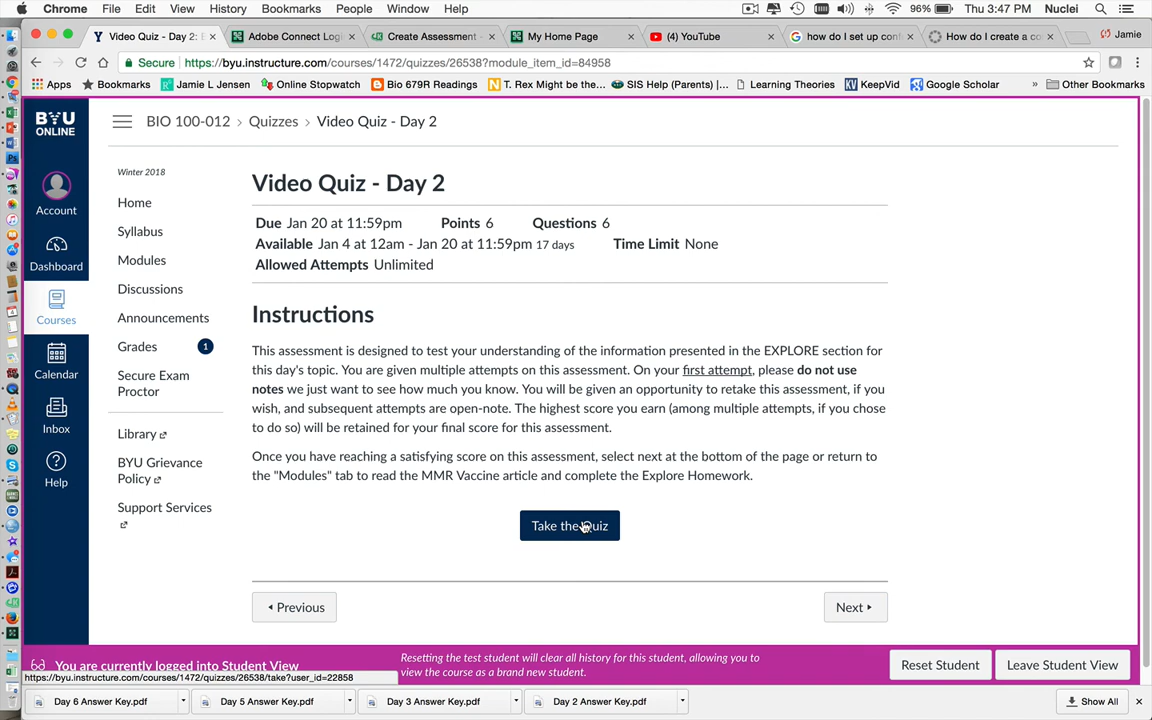 Chrome File Edit View History Bookmarks People Window Help 96% Thu 3:47 PM Nuclei
Video Quiz - Day 2: E Adobe Connect Logi Create Assessment - My Home Page (4) YouTube how do I set up conf How do I create a co Jamie
Secure https://byu.instructure.com/courses/1472/quizzes/26538?module_item_id=84958
Apps Bookmarks Jamie L Jensen Online Stopwatch Bio 679R Readings T. Rex Might be the... SIS Help (Parents) |... Learning Theories KeepVid Google Scholar » Other Bookmarks
BYU
ONLINE
BIO 100-012 > Quizzes > Video Quiz - Day 2
Account
Dashboard
Courses
Calendar
Inbox
Help
Winter 2018
Home
Syllabus
Modules
Discussions
Announcements
Grades 1
Secure Exam
Proctor
Library
BYU Grievance
Policy
Support Services
Video Quiz - Day 2
Due Jan 20 at 11:59pm Points 6 Questions 6
Available Jan 4 at 12am - Jan 20 at 11:59pm 17 days Time Limit None
Allowed Attempts Unlimited
Instructions
This assessment is designed to test your understanding of the information presented in the EXPLORE section for
this day's topic. You are given multiple attempts on this assessment. On your first attempt, please do not use
notes we just want to see how much you know. You will be given an opportunity to retake this assessment, if you
wish, and subsequent attempts are open-note. The highest score you earn (among multiple attempts, if you chose
to do so) will be retained for your final score for this assessment.
Once you have reaching a satisfying score on this assessment, select next at the bottom of the page or return to
the "Modules" tab to read the MMR Vaccine article and complete the Explore Homework.
Take the Quiz
Previous Next
You are currently logged into Student View
Resetting the test student will clear all history for this student, allowing you to
view the course as a brand new student.
Reset Student Leave Student View
https://byu.instructure.com/courses/1472/quizzes/26538/take?user_id=22858
Day 6 Answer Key.pdf Day 5 Answer Key.pdf Day 3 Answer Key.pdf Day 2 Answer Key.pdf Show All